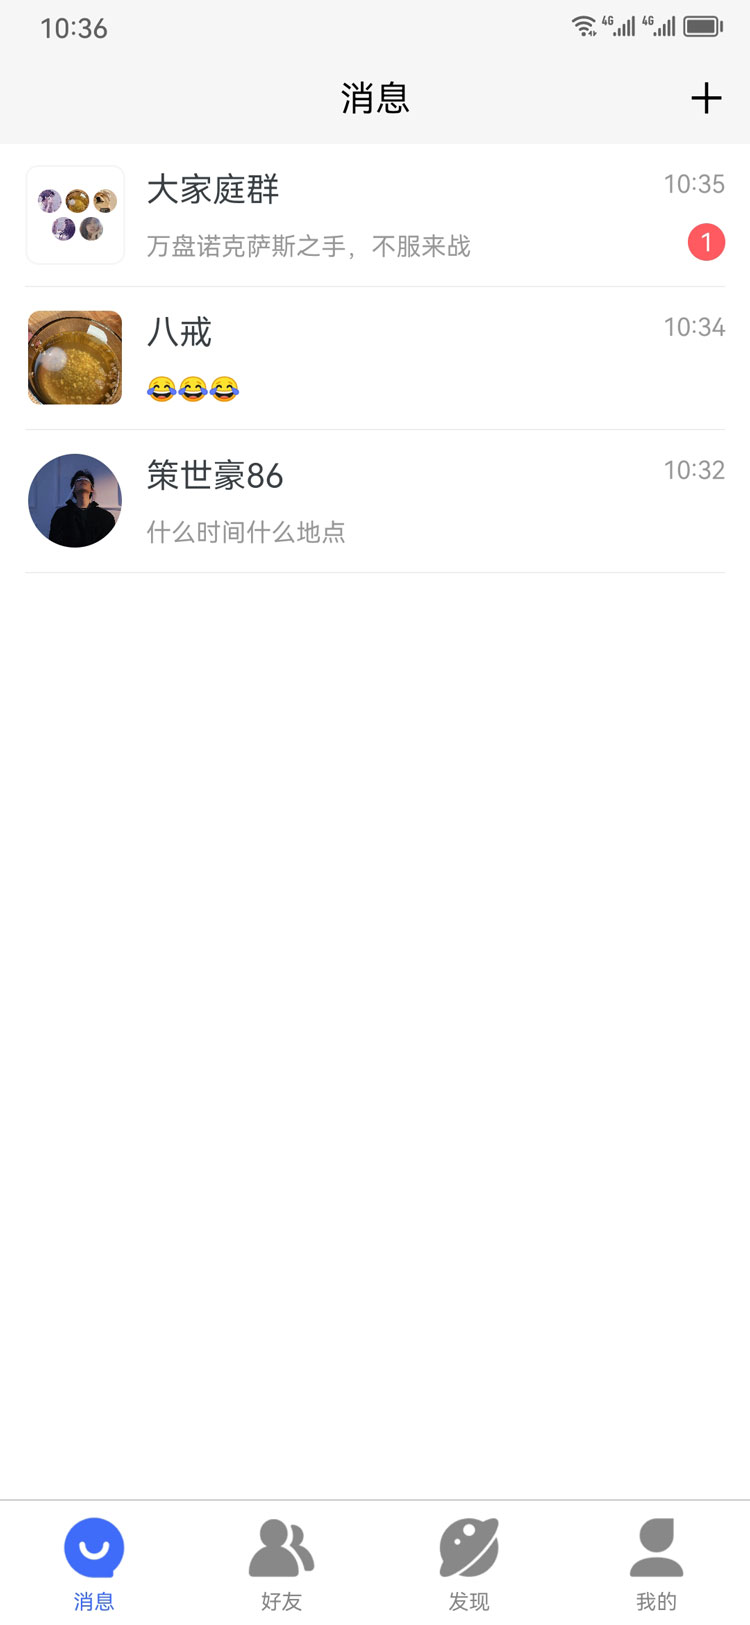 10:36
4G 4G
消息
大家庭群 10:35
万盘诺克萨斯之手，不服来战 1
八戒 10:34
😂😂😂
策世豪86 10:32
什么时间什么地点
消息 好友 发现 我的